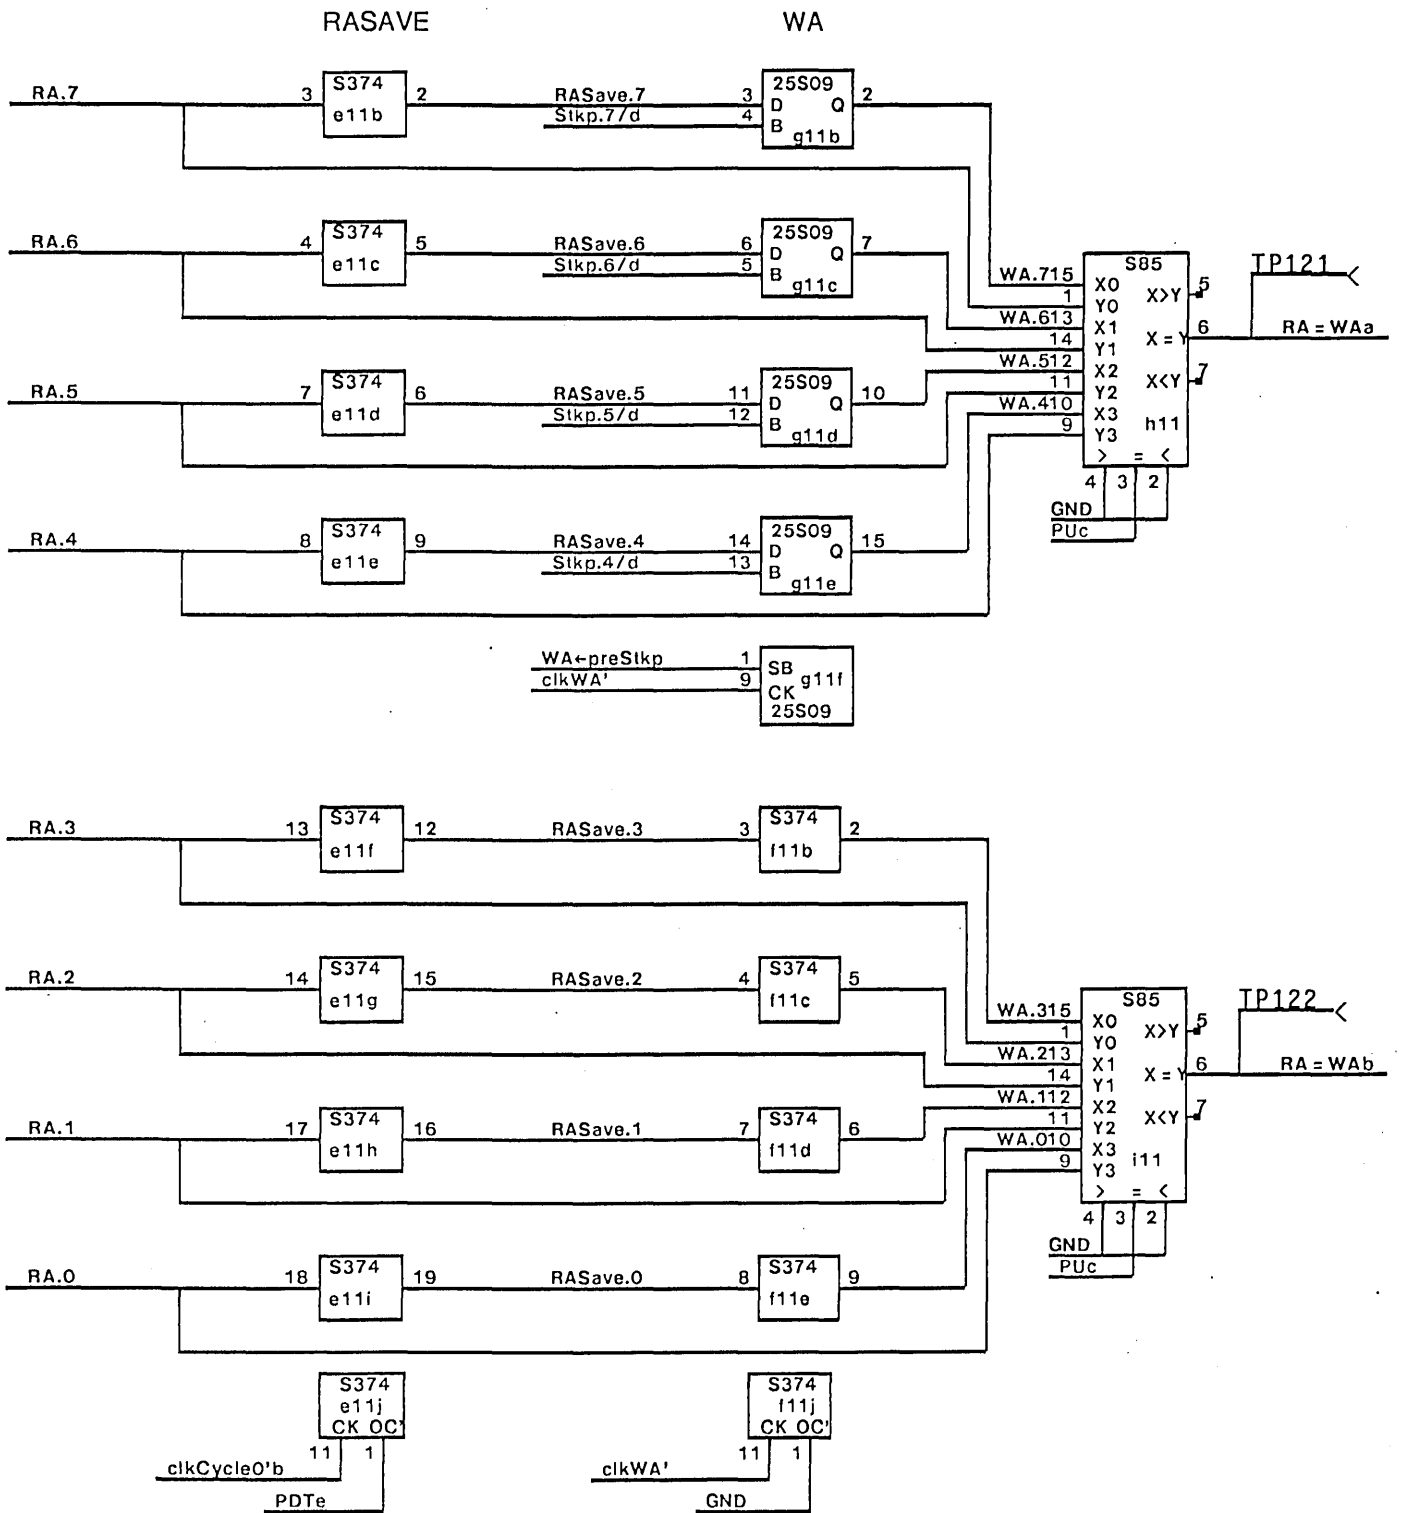 RASAVE WA
RA.7 3 S374 e11b 2 RASave.7 3 25S09 2
Stkp.7/d 4 D Q B g11b
RA.6 4 S374 e11c 5 RASave.6 6 25S09 7
Stkp.6/d 5 D Q B g11c
RA.5 7 S374 e11d 6 RASave.5 11 25S09 10
Stkp.5/d 12 D Q B g11d
RA.4 8 S374 e11e 9 RASave.4 14 25S09 15
Stkp.4/d 13 D Q B g11e
WA←preStkp 1 SB g11f
clkWA' 9 CK
25S09
S85
WA.715 X0 X>Y 5
1 Y0
WA.613 X1 X=Y 6
14 Y1
WA.512 X2 X<Y 7
11 Y2
WA.410 X3 h11
9 Y3
> = <
4 3 2
GND
PUc
TP121
RA=WAa
RA.3 13 S374 e11f 12 RASave.3 3 S374 f11b 2
RA.2 14 S374 e11g 15 RASave.2 4 S374 f11c 5
RA.1 17 S374 e11h 16 RASave.1 7 S374 f11d 6
RA.0 18 S374 e11i 19 RASave.0 8 S374 f11e 9
S85
WA.315 X0 X>Y 5
1 Y0
WA.213 X1 X=Y 6
14 Y1
WA.112 X2 X<Y 7
11 Y2
WA.010 X3 i11
9 Y3
> = <
4 3 2
GND
PUc
TP122
RA=WAb
S374
e11j
CK OC'
11 1
clkCycle0'b
PDTe
S374
f11j
CK OC'
11 1
clkWA'
GND